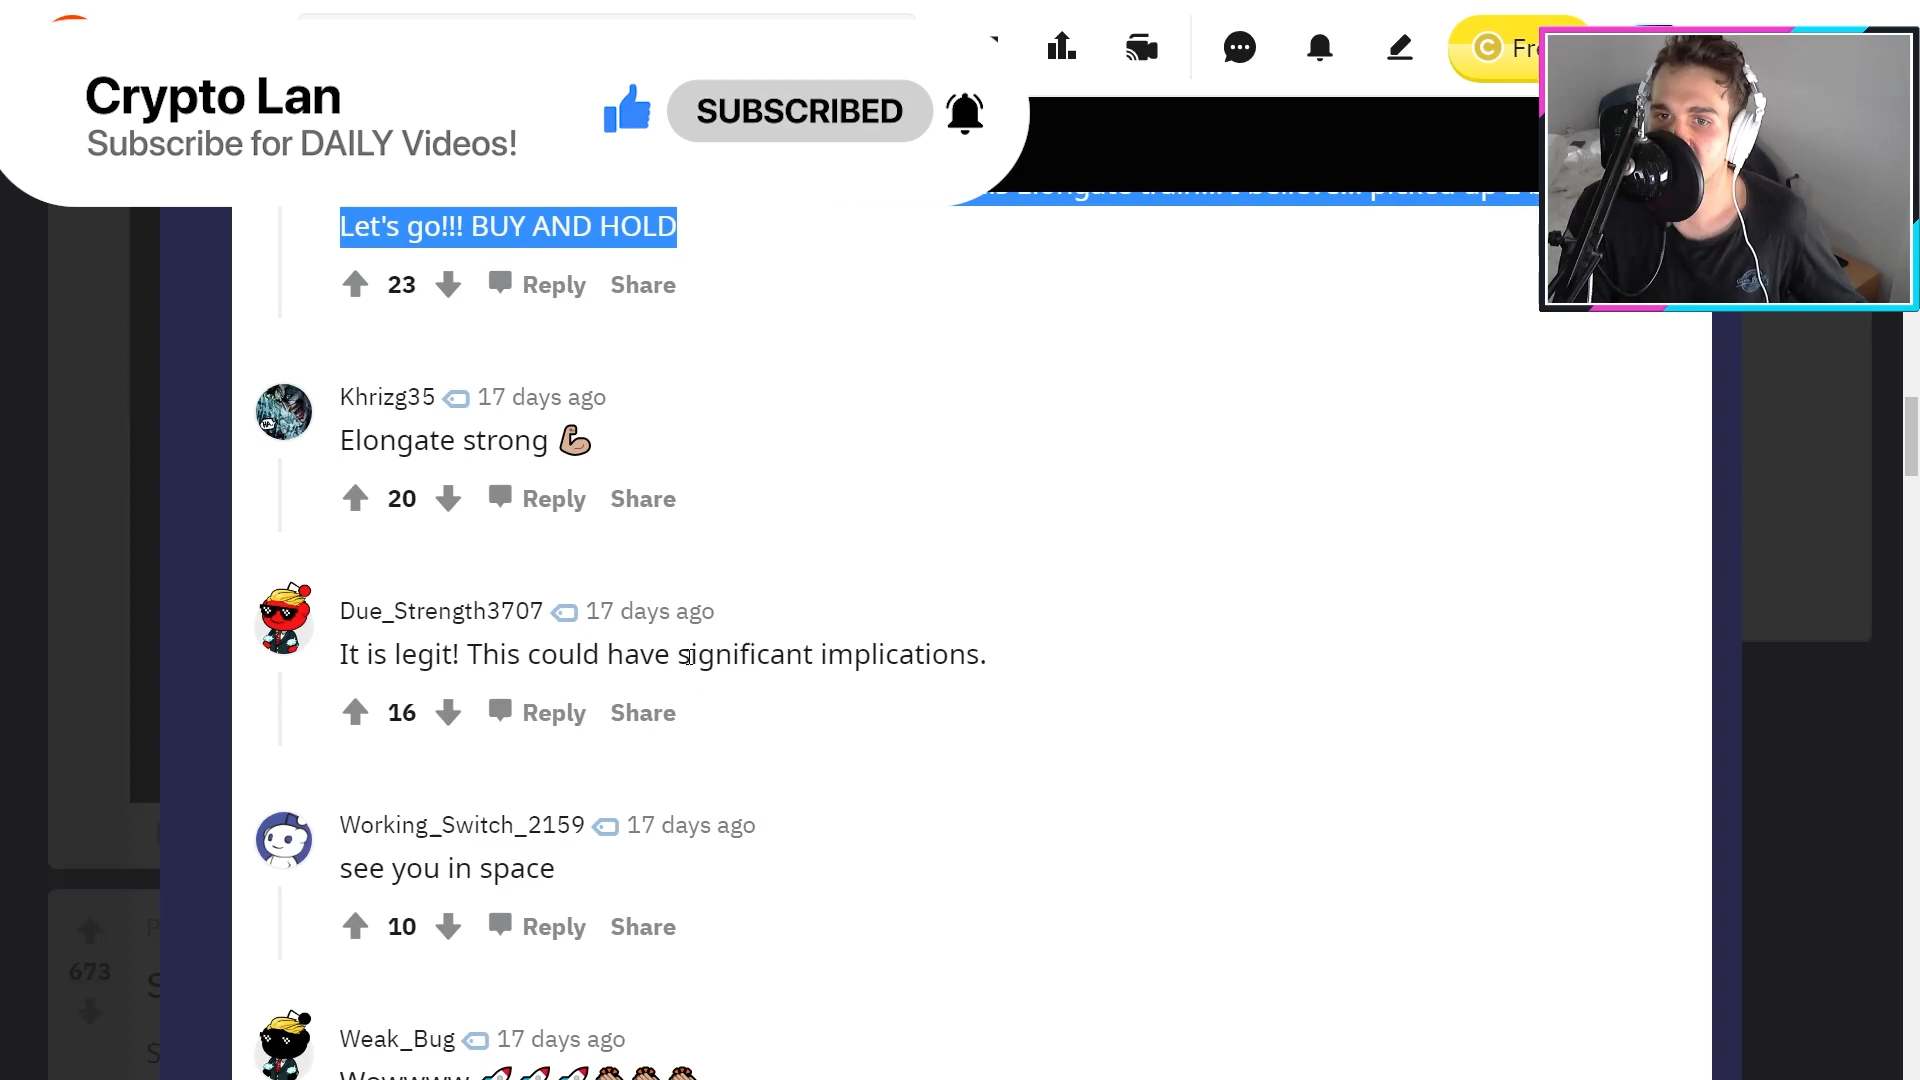 Crypto Lan
Subscribe for DAILY Videos!
SUBSCRIBED
Let's go!!! BUY AND HOLD
23 Reply Share
Khrizg35 17 days ago
Elongate strong 💪🏽
20 Reply Share
Due_Strength3707 17 days ago
It is legit! This could have significant implications.
16 Reply Share
Working_Switch_2159 17 days ago
see you in space
10 Reply Share
673
Weak_Bug 17 days ago